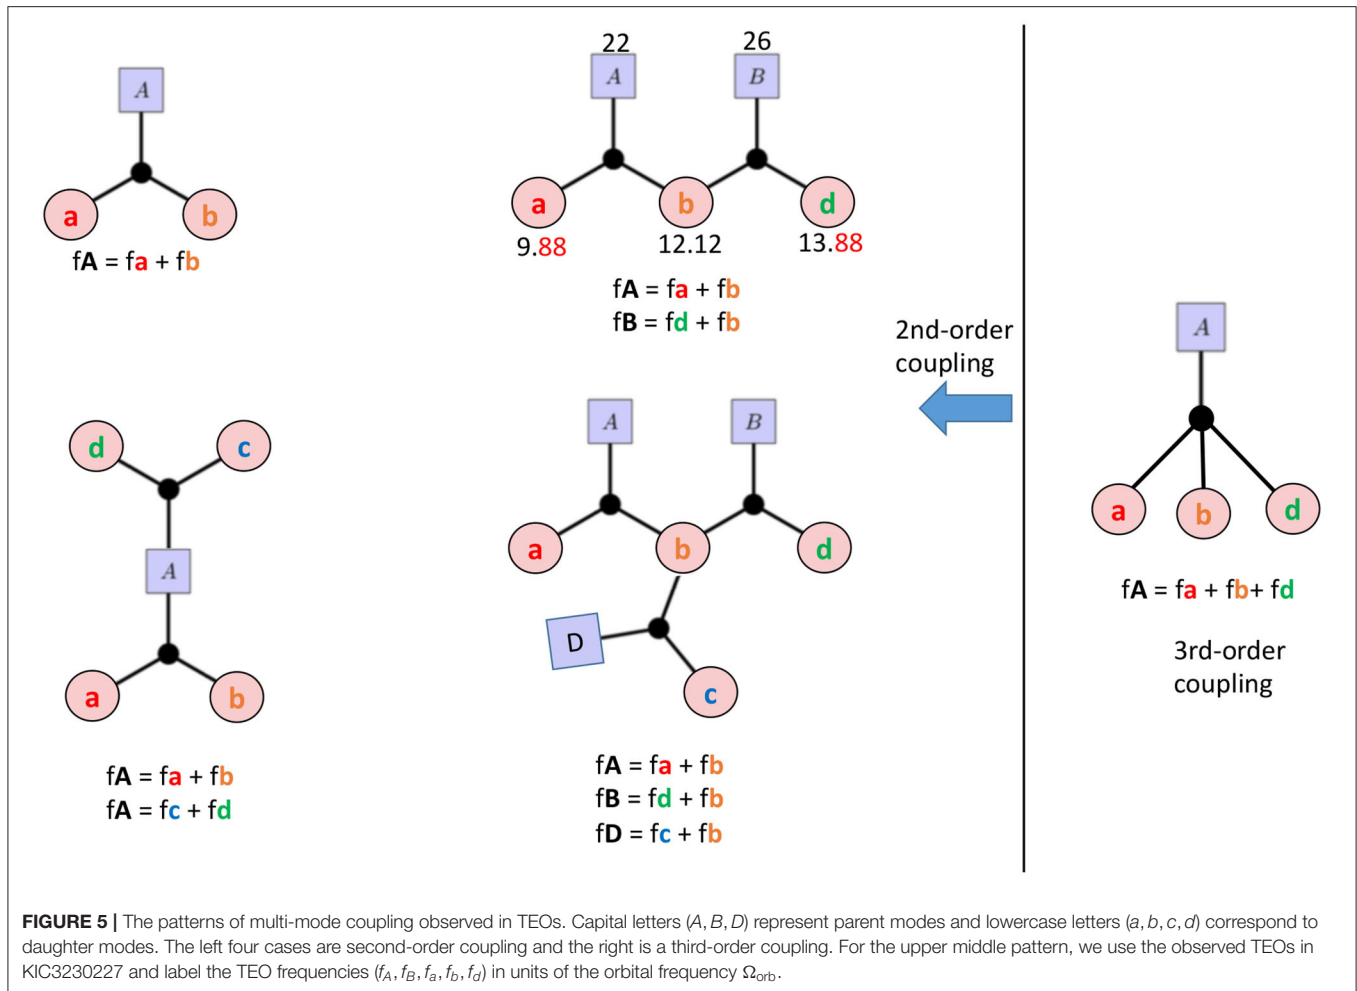 A
a b
fA = fa + fb
22 26
A B
a b d
9.88 12.12 13.88
fA = fa + fb
fB = fd + fb
d c
A
a b
fA = fa + fb
fA = fc + fd
A B
a b d
D
c
fA = fa + fb
fB = fd + fb
fD = fc + fb
2nd-order
coupling
A
a b d
fA = fa + fb+ fd
3rd-order
coupling
FIGURE 5 | The patterns of multi-mode coupling observed in TEOs. Capital letters (A, B, D) represent parent modes and lowercase letters (a, b, c, d) correspond to
daughter modes. The left four cases are second-order coupling and the right is a third-order coupling. For the upper middle pattern, we use the observed TEOs in
KIC3230227 and label the TEO frequencies (fA, fB, fa, fb, fd) in units of the orbital frequency Ωorb.